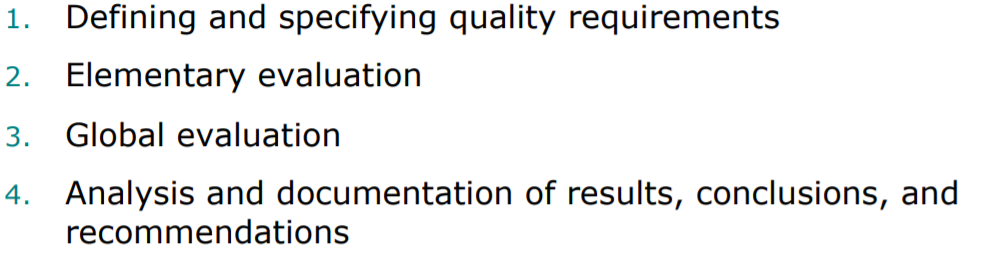 1. Defining and specifying quality requirements
2. Elementary evaluation
3. Global evaluation
4. Analysis and documentation of results, conclusions, and
recommendations